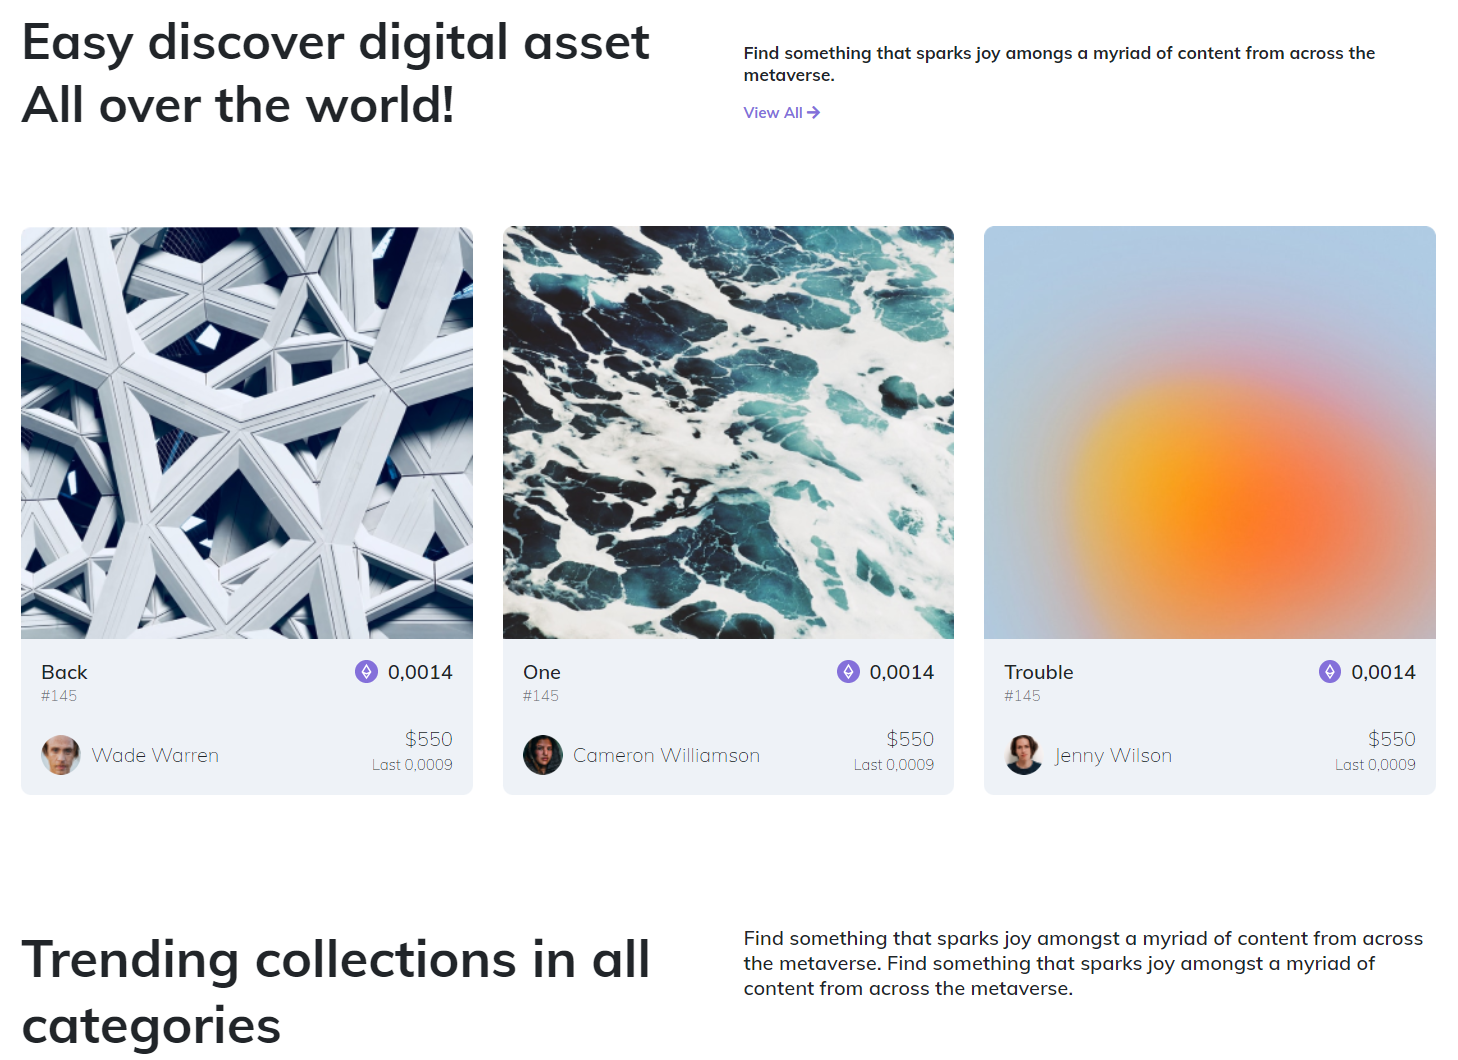 Easy discover digital asset
All over the world!
Find something that sparks joy amongs a myriad of content from across the
metaverse.
View All
Back
0,0014
#145
Wade Warren
$550
Last 0,0009
One
0,0014
#145
Cameron Williamson
$550
Last 0,0009
Trouble
0,0014
#145
Jenny Wilson
$550
Last 0,0009
Trending collections in all
categories
Find something that sparks joy amongst a myriad of content from across
the metaverse. Find something that sparks joy amongst a myriad of
content from across the metaverse.